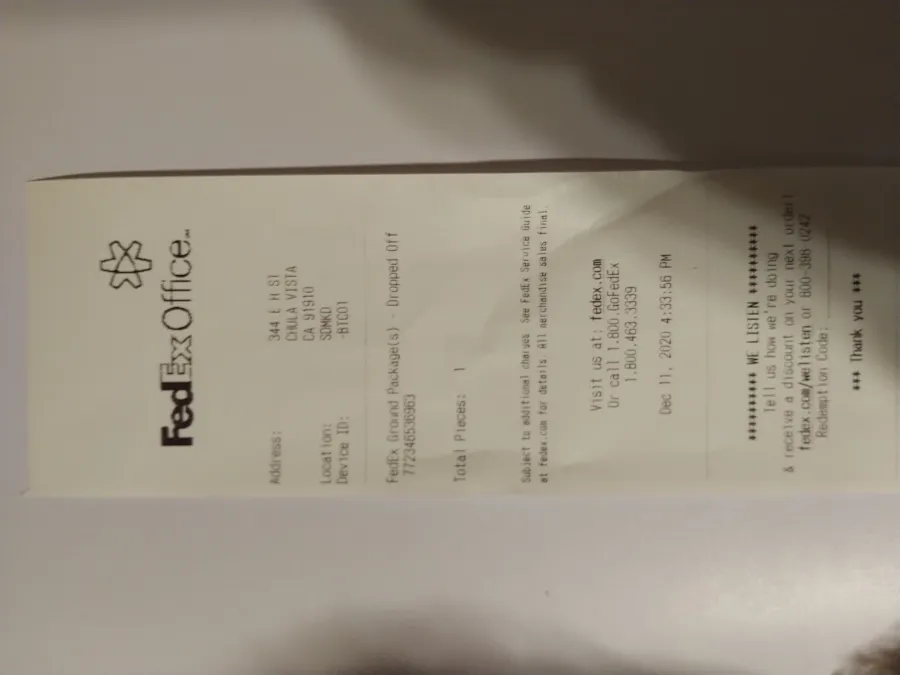 FedEx Office℠
Address: 344 E H St
CHULA VISTA
CA 91910
Location: SDMKD
Device ID: -BTC01
FedEx Ground Package(s) - Dropped Off
772346538963
Total Pieces: 1
Subject to additional charges. See FedEx Service Guide
at fedex.com for details. All merchandise sales final.
Visit us at: fedex.com
Or call 1.800.GoFedEx
1.800.463.3339
Dec 11, 2020 4:33:56 PM
********* WE LISTEN *********
Tell us how we're doing
& receive a discount on your next order!
fedex.com/welisten or 800-398-0242
Redemption Code: ____________
*** Thank you ***